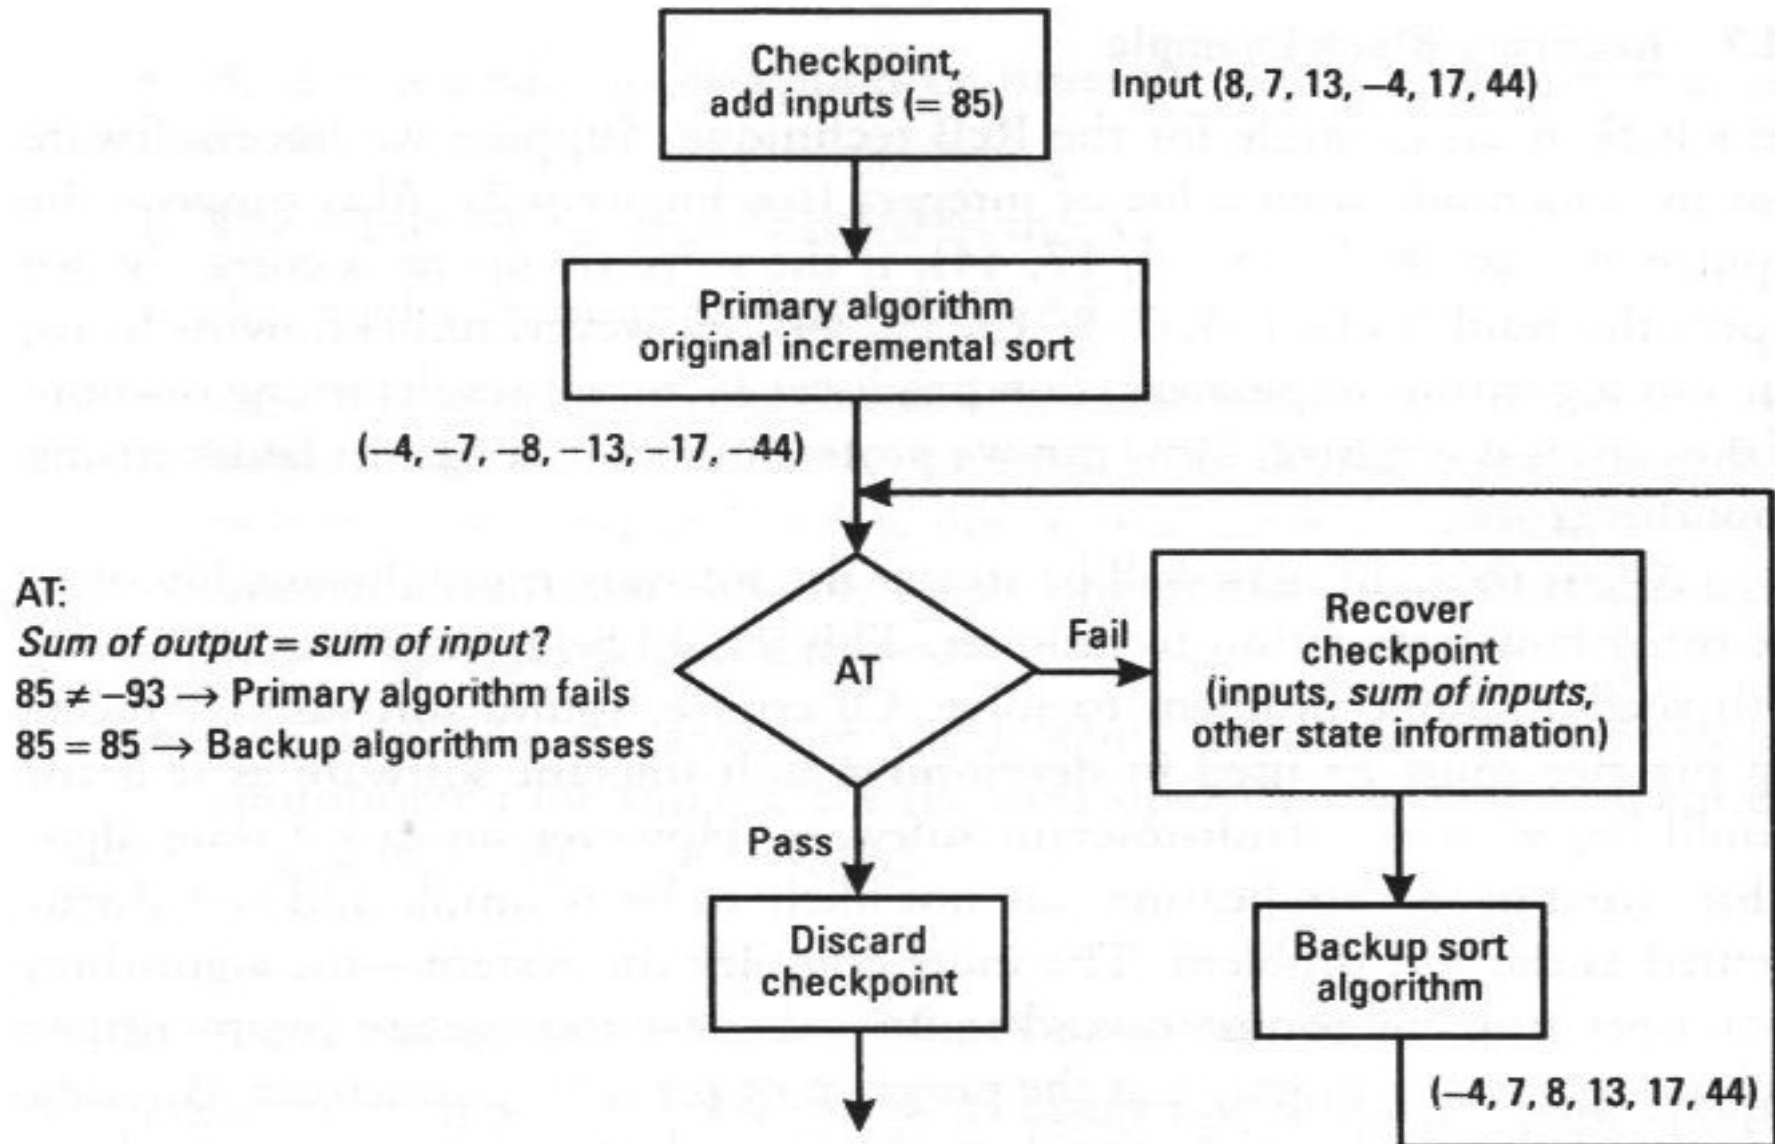 Checkpoint,
add inputs (= 85)
Input (8, 7, 13, –4, 17, 44)
Primary algorithm
original incremental sort
(–4, –7, –8, –13, –17, –44)
AT:
Sum of output = sum of input?
85 ≠ –93 → Primary algorithm fails
85 = 85 → Backup algorithm passes
AT
Fail
Recover
checkpoint
(inputs, sum of inputs,
other state information)
Pass
Discard
checkpoint
Backup sort
algorithm
(–4, 7, 8, 13, 17, 44)